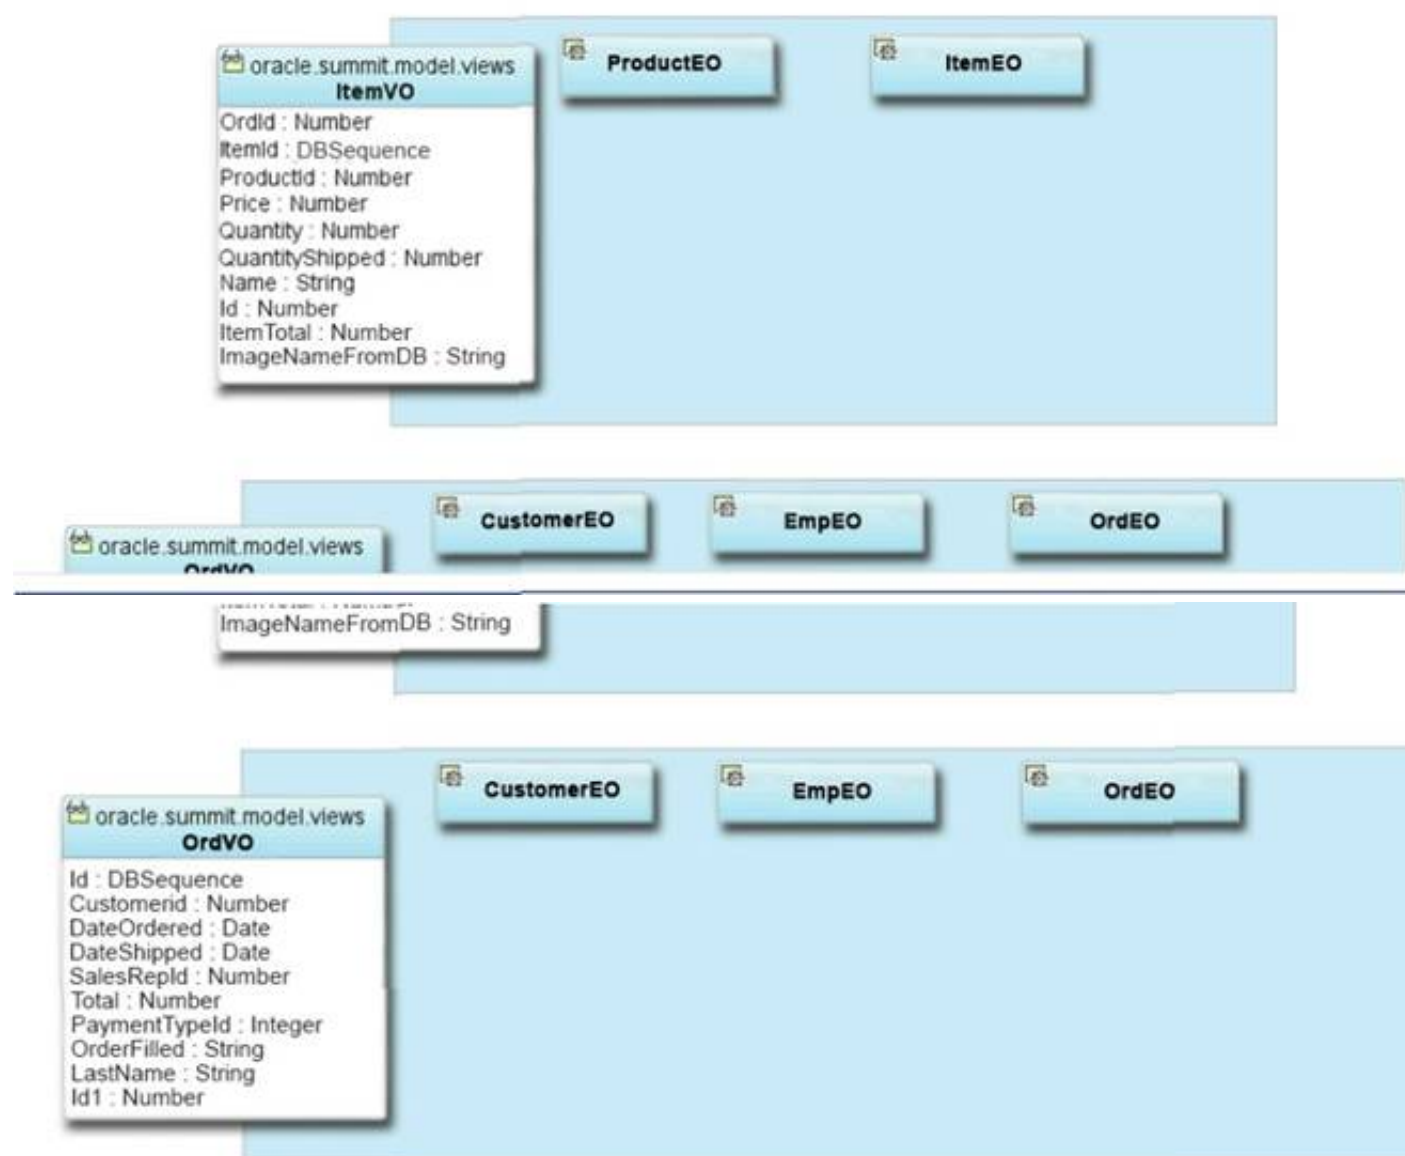 oracle.summit.model.views
ItemVO
OrdId : Number
ItemId : DBSequence
ProductId : Number
Price : Number
Quantity : Number
QuantityShipped : Number
Name : String
Id : Number
ItemTotal : Number
ImageNameFromDB : String
ProductEO
ItemEO
oracle.summit.model.views
OrdVO
CustomerEO
EmpEO
OrdEO
ImageNameFromDB : String
oracle.summit.model.views
OrdVO
Id : DBSequence
Customerid : Number
DateOrdered : Date
DateShipped : Date
SalesRepId : Number
Total : Number
PaymentTypeId : Integer
OrderFilled : String
LastName : String
Id1 : Number
CustomerEO
EmpEO
OrdEO